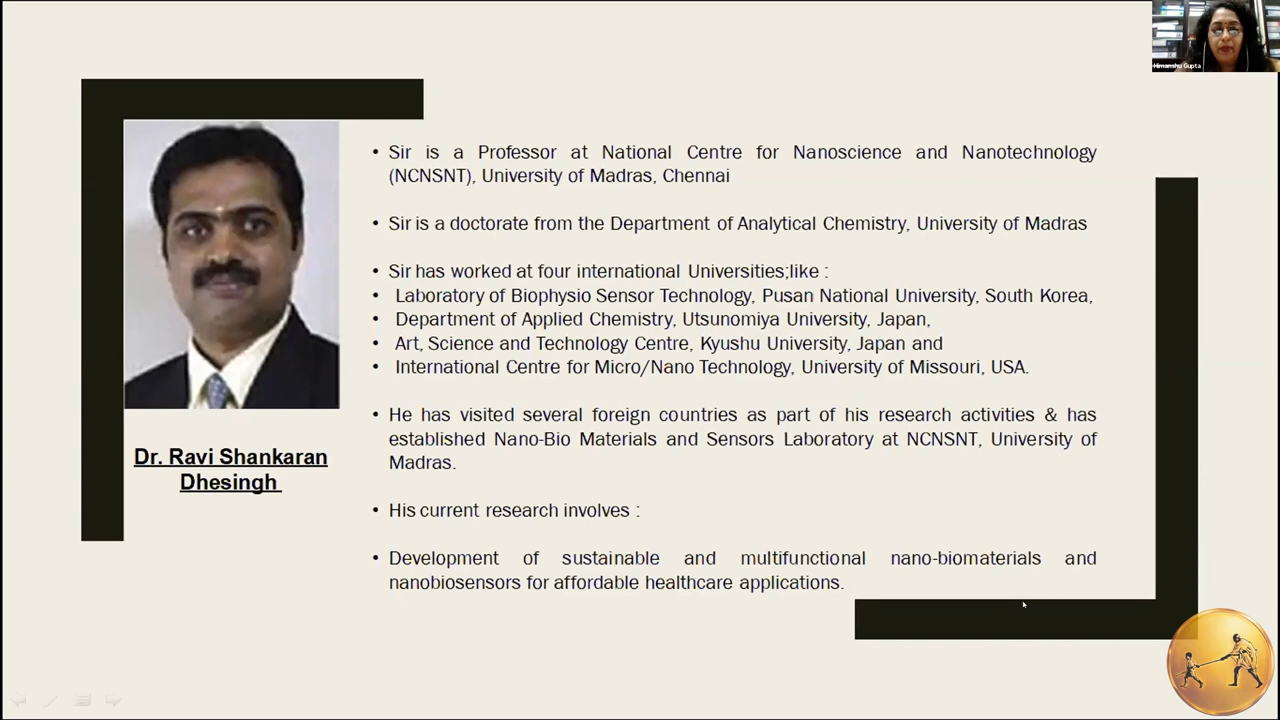 Himanshu Gupta
• Sir is a Professor at National Centre for Nanoscience and Nanotechnology
(NCNSNT), University of Madras, Chennai
• Sir is a doctorate from the Department of Analytical Chemistry, University of Madras
• Sir has worked at four international Universities;like :
• Laboratory of Biophysio Sensor Technology, Pusan National University, South Korea,
• Department of Applied Chemistry, Utsunomiya University, Japan,
• Art, Science and Technology Centre, Kyushu University, Japan and
• International Centre for Micro/Nano Technology, University of Missouri, USA.
• He has visited several foreign countries as part of his research activities & has
established Nano-Bio Materials and Sensors Laboratory at NCNSNT, University of
Madras.
• His current research involves :
• Development of sustainable and multifunctional nano-biomaterials and
nanobiosensors for affordable healthcare applications.
Dr. Ravi Shankaran
Dhesingh